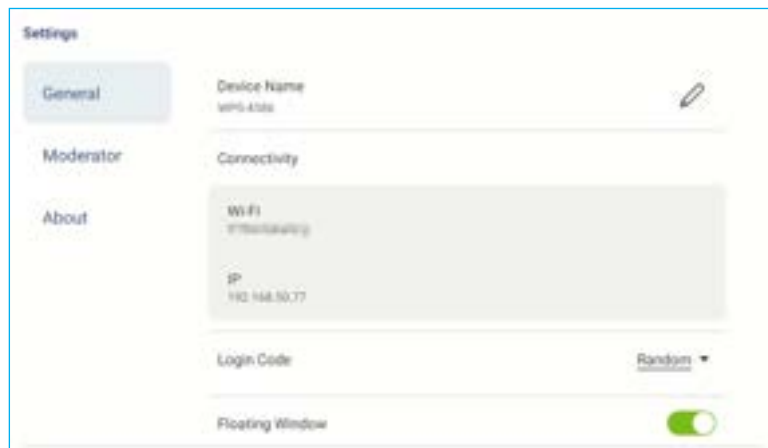 Settings
General
Device Name
Moderator
Connectivity
About
Wi-Fi
IP
192.168.50.77
Login Code
Random
Floating Window